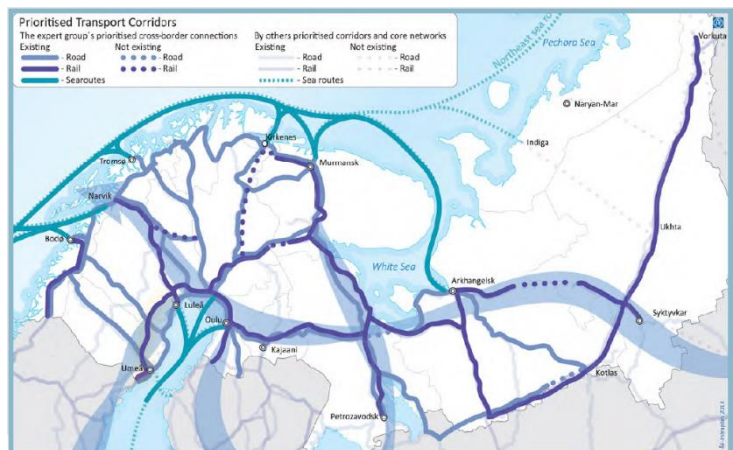 Prioritised Transport Corridors
The expert group's prioritised cross-border connections
Existing
Not existing
- Road
- Road
- Rail
- Rail
- Searoutes
By others prioritised corridors and core networks
Existing
Not existing
- Road
- Road
- Rail
- Rail
- Sea routes
Northeast sea ro
Pechora Sea
Vorkuta
Naryan-Mar
Kirkenes
Indiga
Tromsø
Murmansk
Narvik
Ukhta
Bodø
White Sea
Arkhangelsk
Luleå
Syktyvkar
Oulu
Kajaani
Umeå
Kotlas
Petrozavodsk